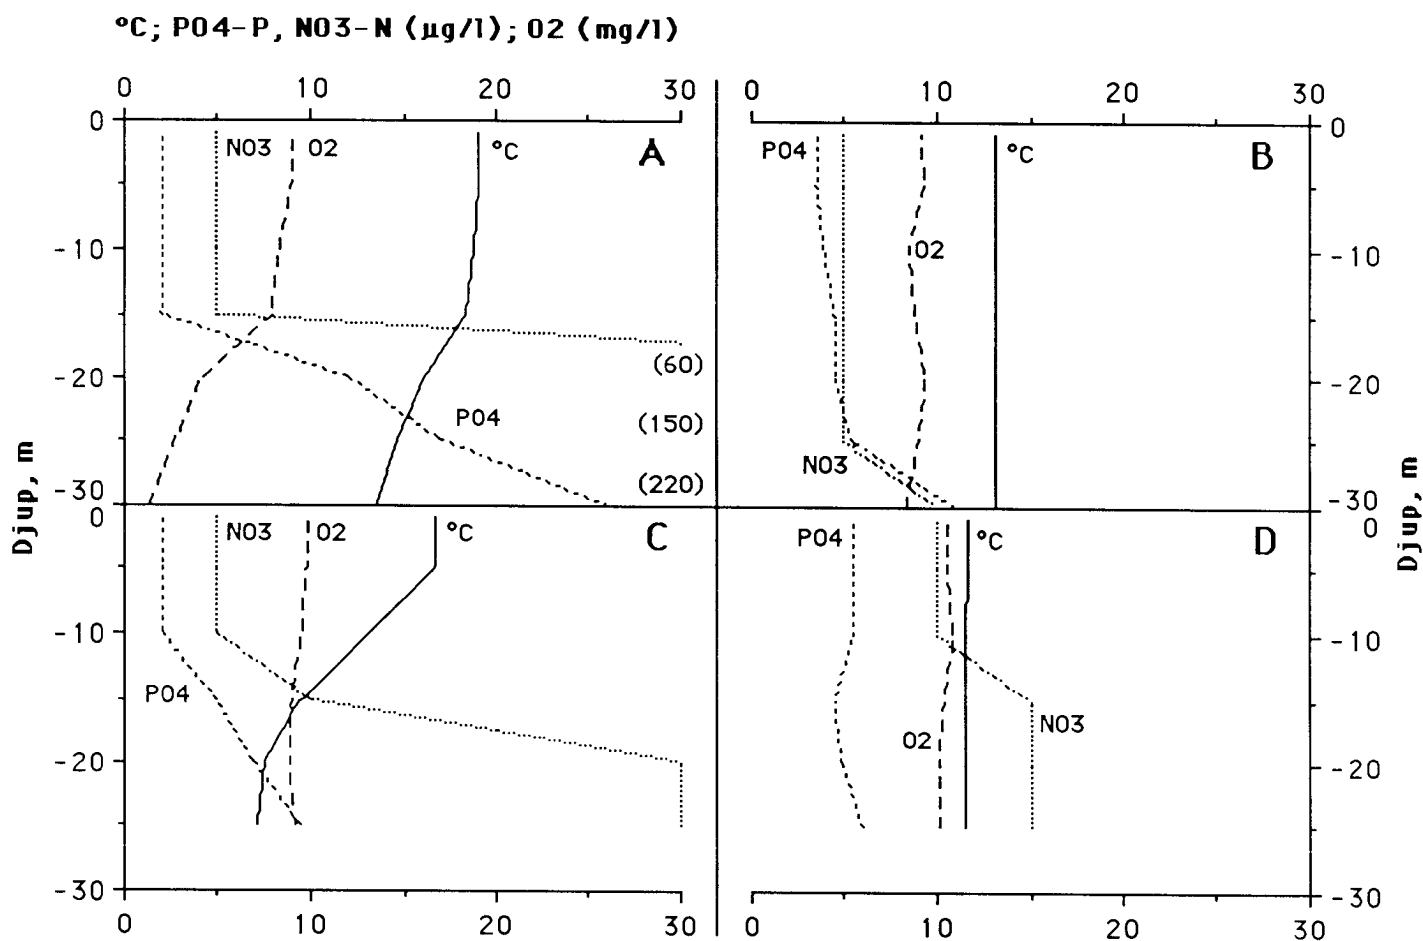 °C; PO4-P, NO3-N (µg/l); O2 (mg/l)
0 10 20 30 0 10 20 30
0 0
NO3 O2 °C A PO4 °C B
-10 O2 -10
(60)
-20 -20
PO4 (150)
NO3
(220)
-30 -30
Djup, m Djup, m
0 0
NO3 O2 °C C PO4 °C D
-10 -10
PO4 NO3
O2
-20 -20
-30 -30
0 10 20 30 0 10 20 30